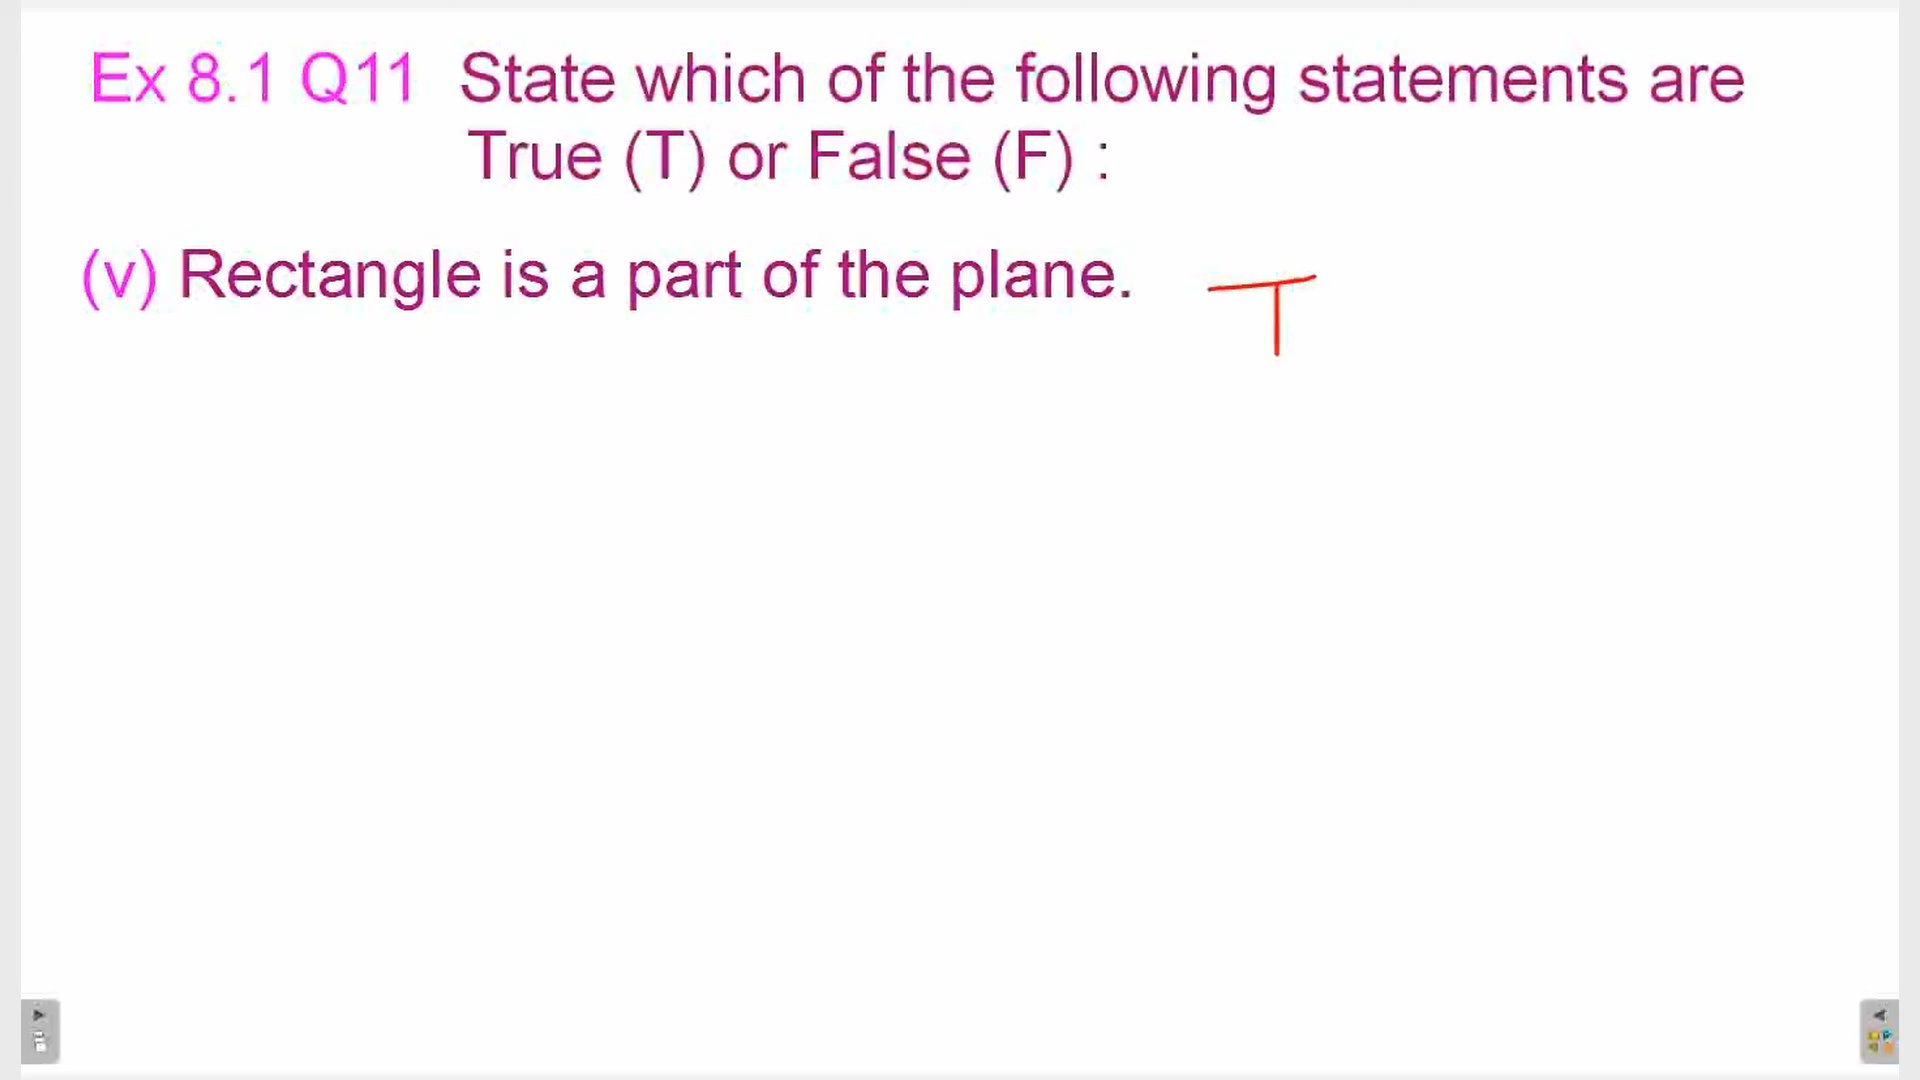 Ex 8.1 Q11 State which of the following statements are
True (T) or False (F) :
(v) Rectangle is a part of the plane. T